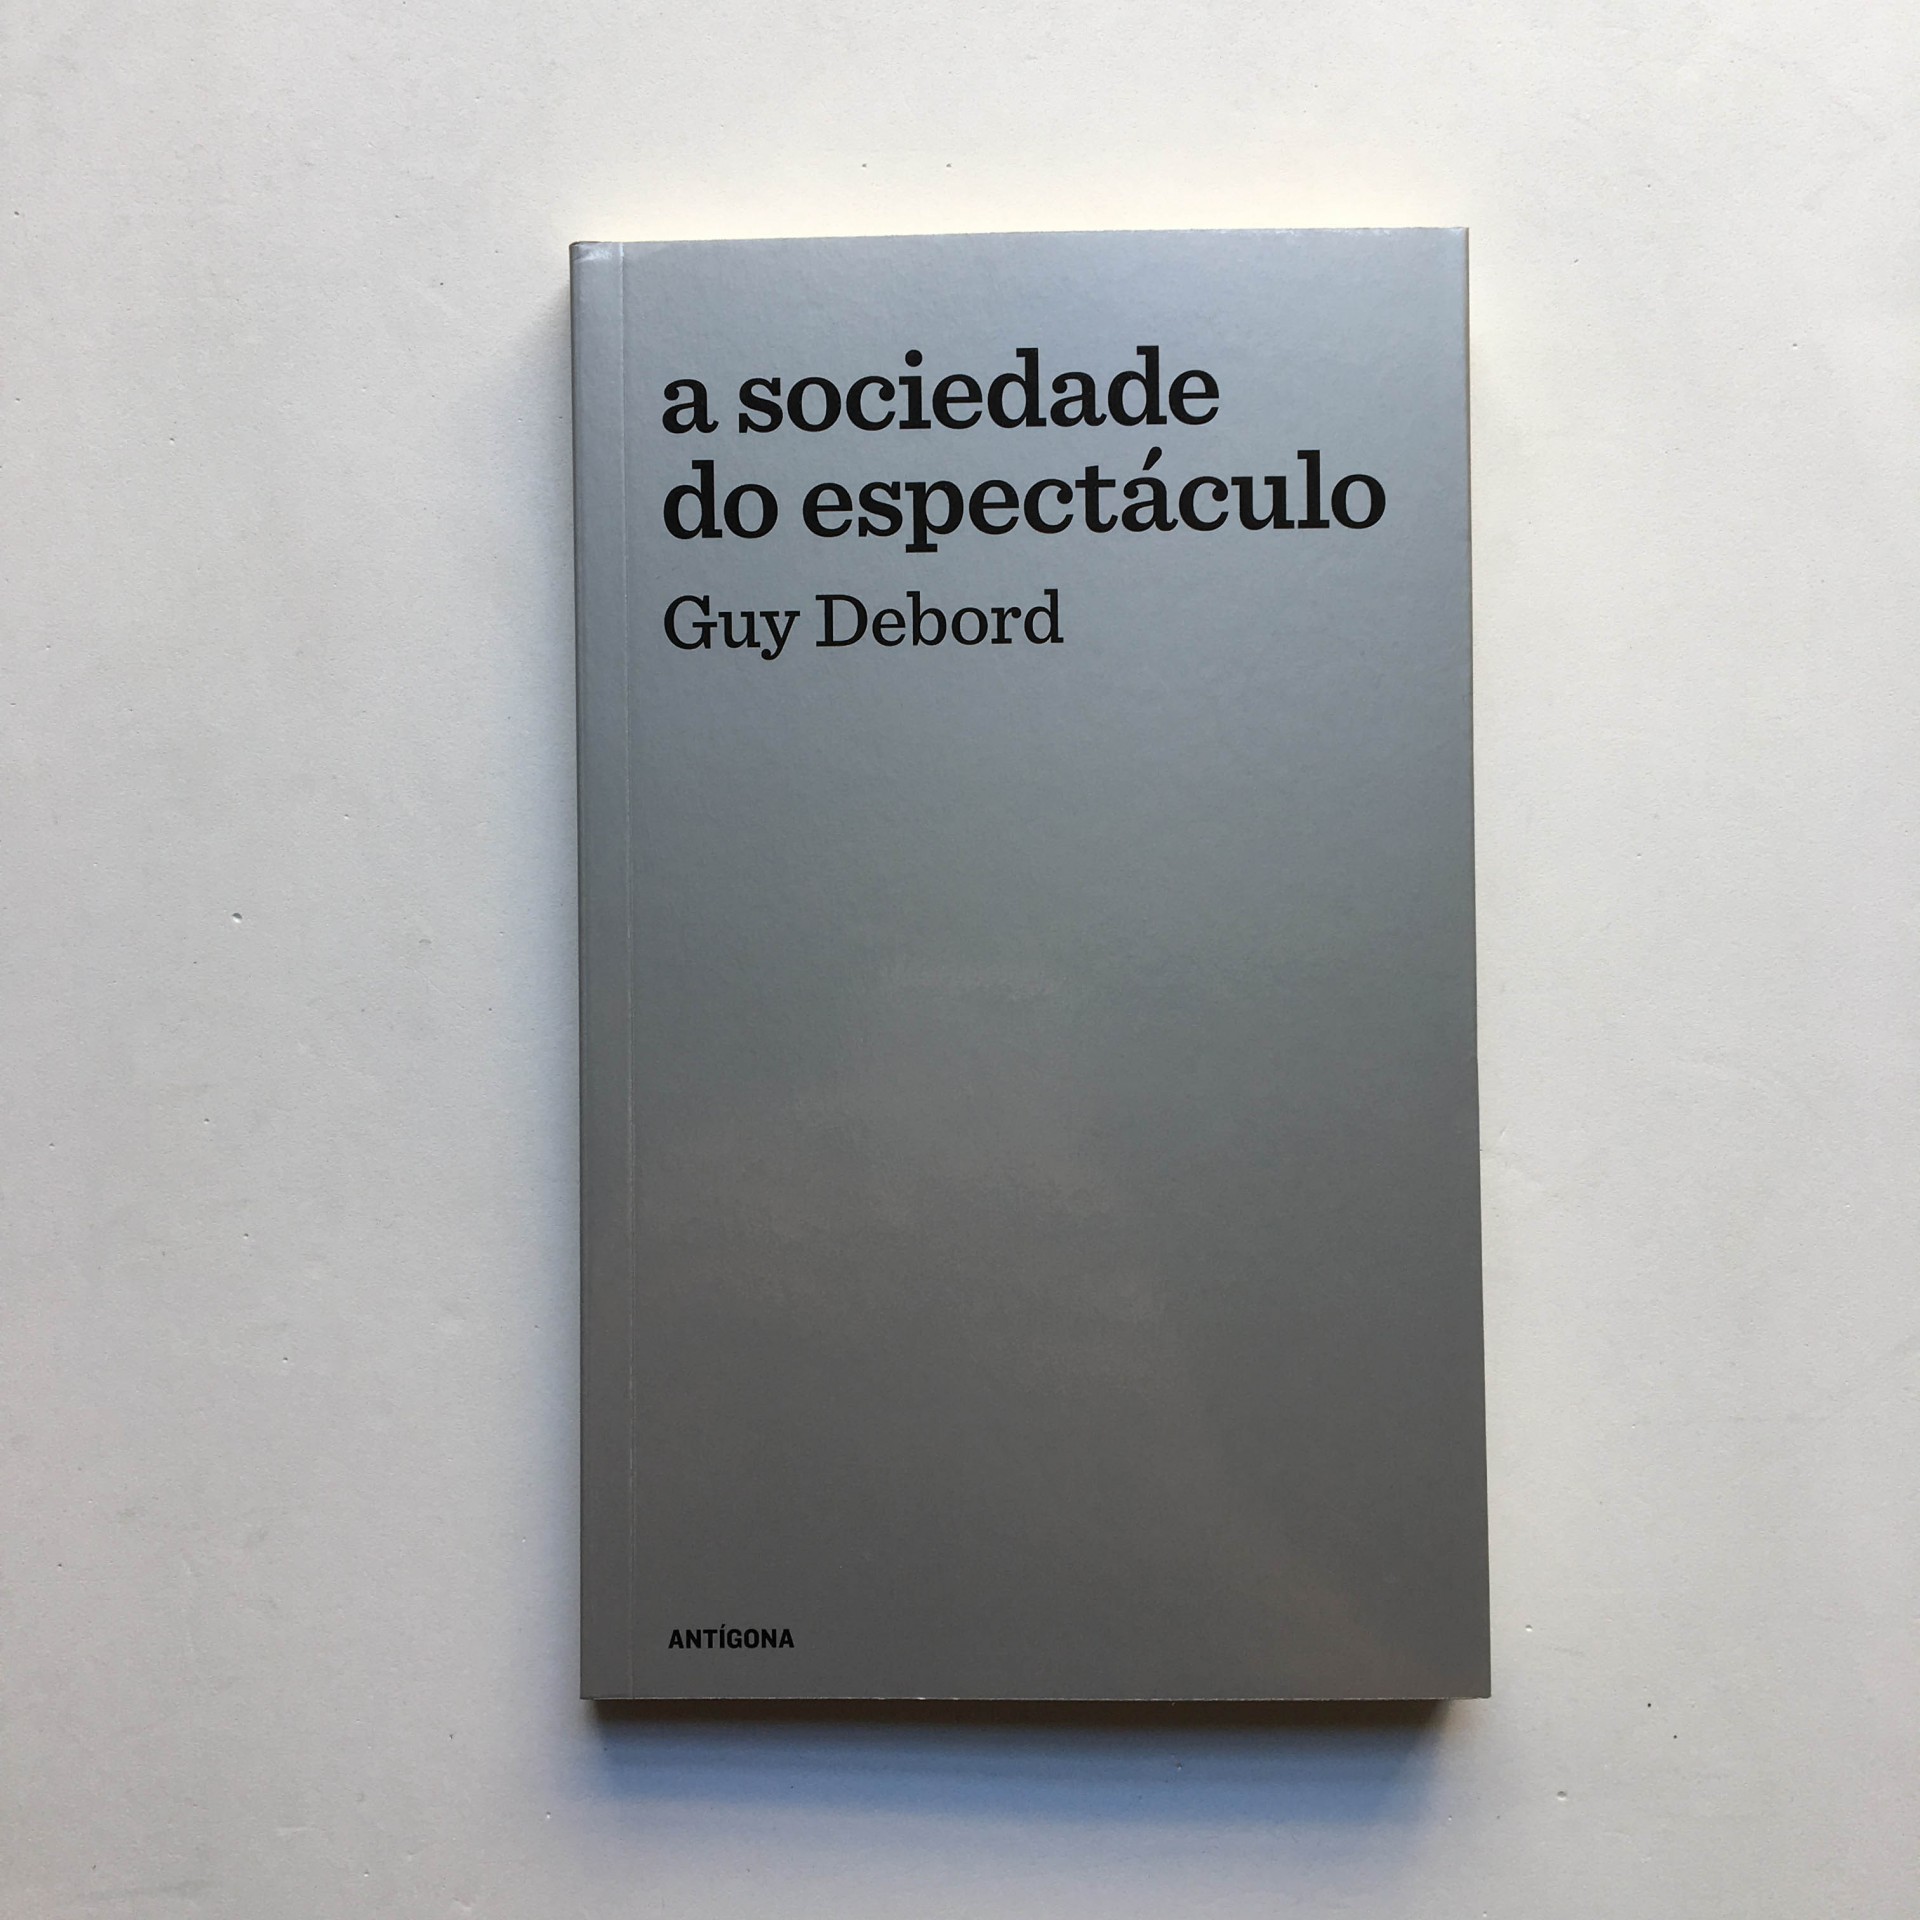 a sociedade
do espectáculo
Guy Debord
ANTÍGONA